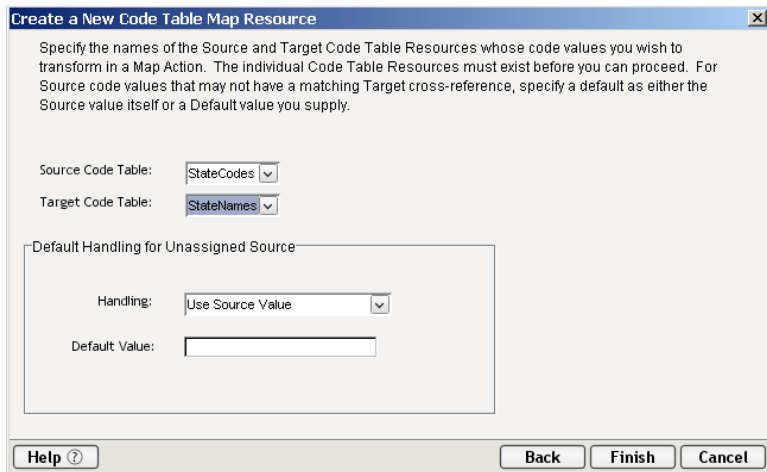 Create a New Code Table Map Resource
Specify the names of the Source and Target Code Table Resources whose code values you wish to
transform in a Map Action. The individual Code Table Resources must exist before you can proceed. For
Source code values that may not have a matching Target cross-reference, specify a default as either the
Source value itself or a Default value you supply.
Source Code Table: StateCodes
Target Code Table: StateNames
Default Handling for Unassigned Source
Handling: Use Source Value
Default Value:
Help ? Back Finish Cancel